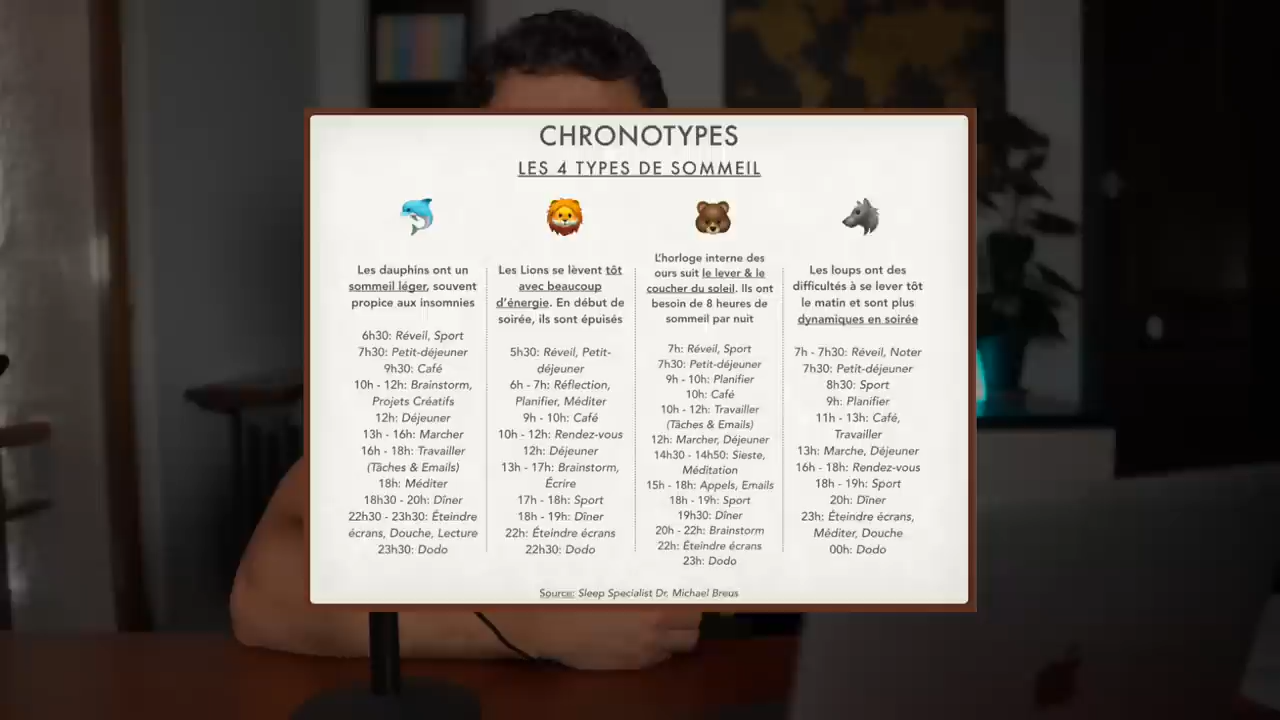 CHRONOTYPES
LES 4 TYPES DE SOMMEIL
Les dauphins ont un
sommeil léger, souvent
propice aux insomnies
6h30: Réveil, Sport
7h30: Petit-déjeuner
9h30: Café
10h - 12h: Brainstorm,
Projets Créatifs
12h: Déjeuner
13h - 16h: Marcher
16h - 18h: Travailler
(Tâches & Emails)
18h: Méditer
18h30 - 20h: Dîner
22h30 - 23h30: Éteindre
écrans, Douche, Lecture
23h30: Dodo
Les Lions se lèvent tôt
avec beaucoup
d'énergie. En début de
soirée, ils sont épuisés
5h30: Réveil, Petit-
déjeuner
6h - 7h: Réflection,
Planifier, Méditer
9h - 10h: Café
10h - 12h: Rendez-vous
12h: Déjeuner
13h - 17h: Brainstorm,
Écrire
17h - 18h: Sport
18h - 19h: Dîner
22h: Éteindre écrans
22h30: Dodo
L'horloge interne des
ours suit le lever & le
coucher du soleil. Ils ont
besoin de 8 heures de
sommeil par nuit
7h: Réveil, Sport
7h30: Petit-déjeuner
9h - 10h: Planifier
10h: Café
10h - 12h: Travailler
(Tâches & Emails)
12h: Marcher, Déjeuner
14h30 - 14h50: Sieste,
Méditation
15h - 18h: Appels, Emails
18h - 19h: Sport
19h30: Dîner
20h - 22h: Brainstorm
22h: Éteindre écrans
23h: Dodo
Les loups ont des
difficultés à se lever tôt
le matin et sont plus
dynamiques en soirée
7h - 7h30: Réveil, Noter
7h30: Petit-déjeuner
8h30: Sport
9h: Planifier
11h - 13h: Café,
Travailler
13h: Marche, Déjeuner
16h - 18h: Rendez-vous
18h - 19h: Sport
20h: Dîner
23h: Éteindre écrans,
Méditer, Douche
00h: Dodo
Source: Sleep Specialist Dr. Michael Breus